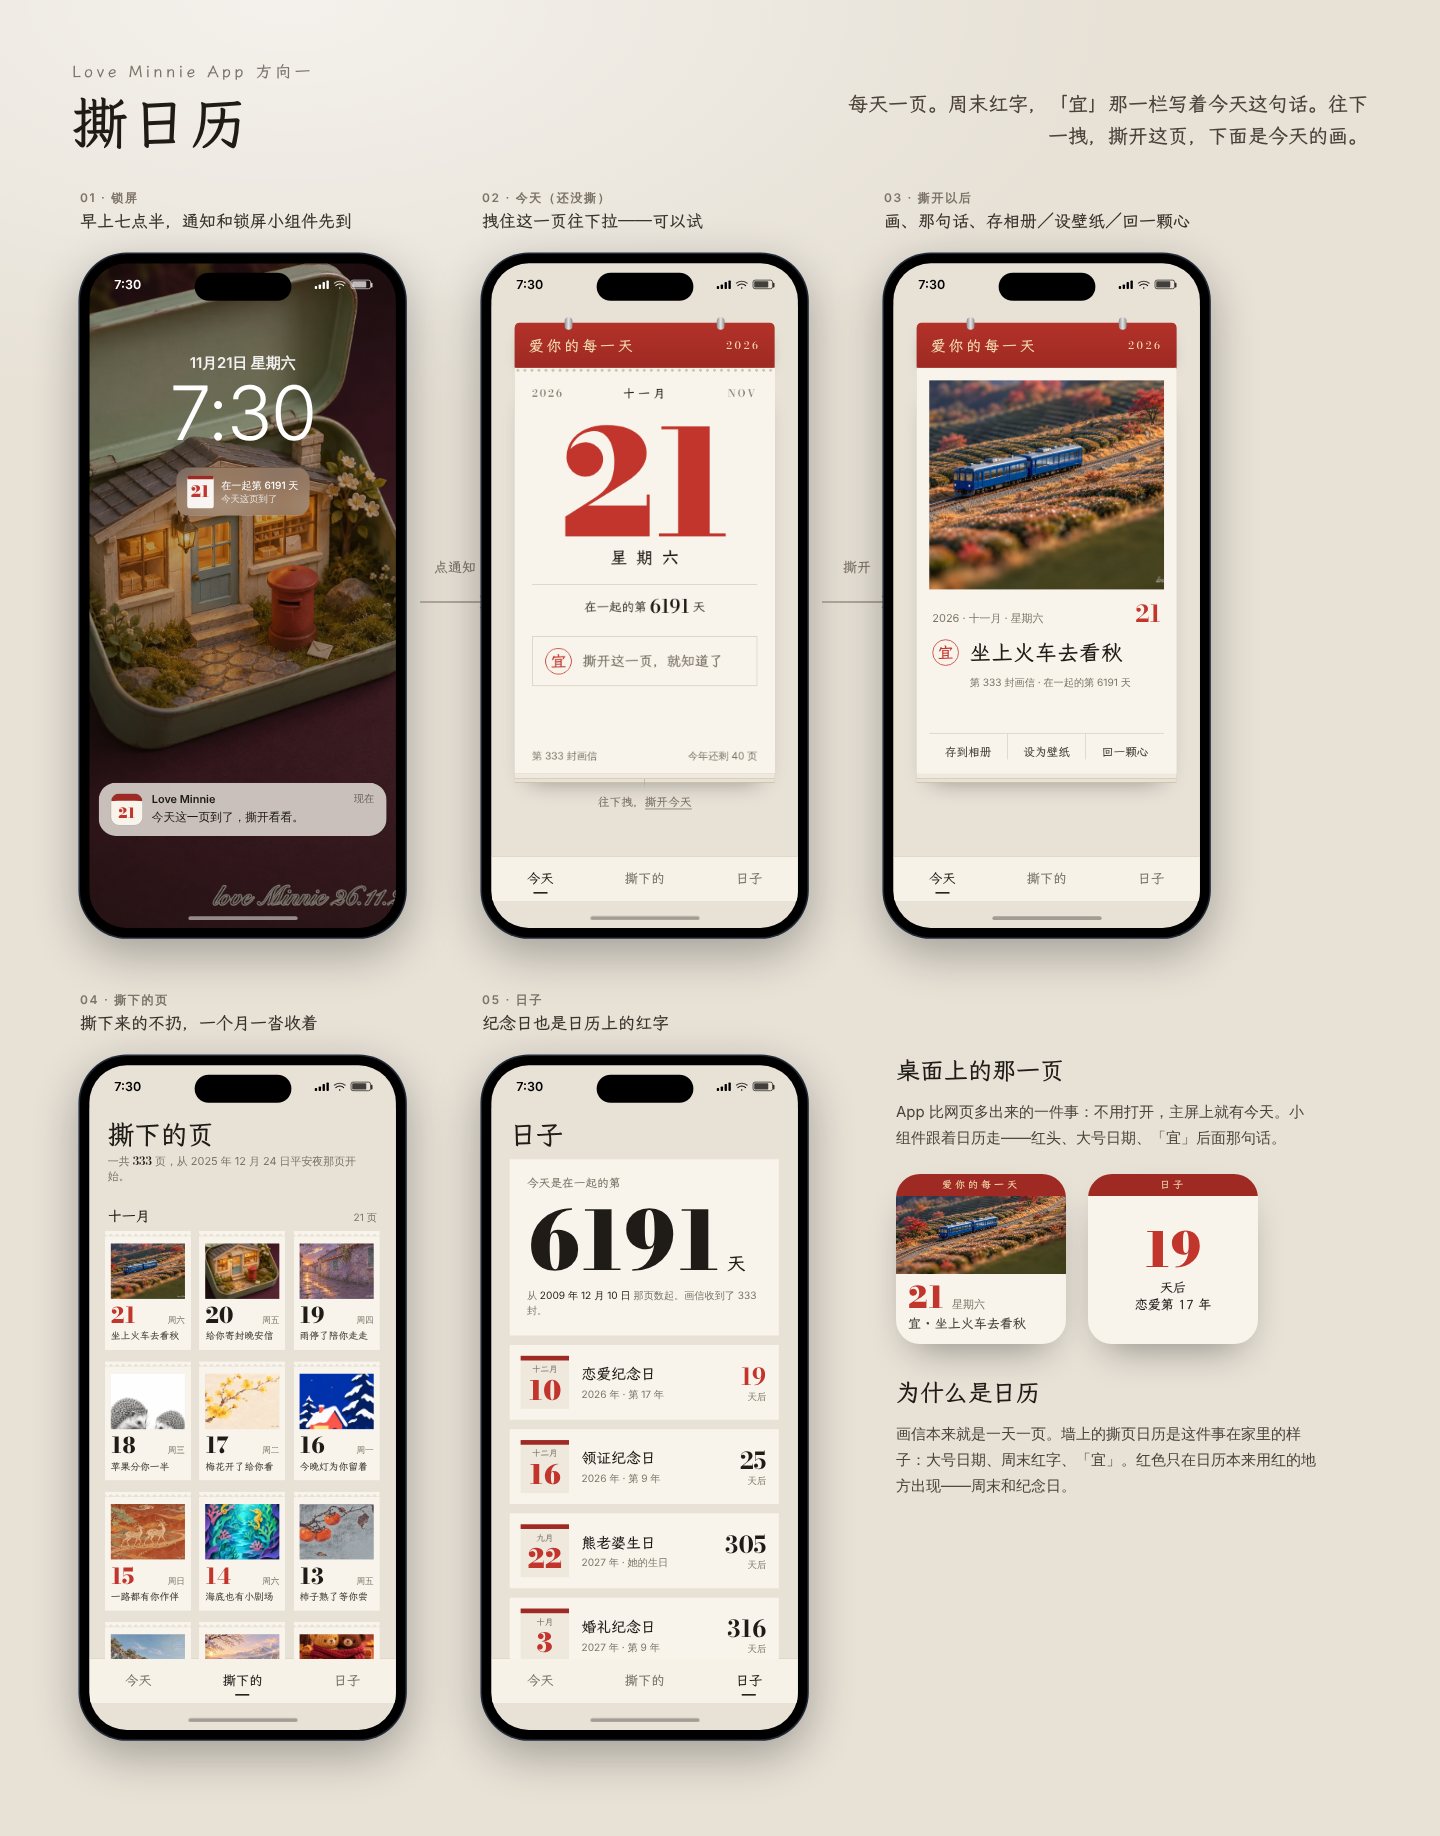 Love Minnie App 方向一
撕日历
每天一页。周末红字，「宜」那一栏写着今天这句话。往下
一拽，撕开这页，下面是今天的画。
01 · 锁屏
早上七点半，通知和锁屏小组件先到
7:30
11月21日 星期六
7:30
21
在一起第 6191 天
今天这页到了
21
Love Minnie
现在
今天这一页到了，撕开看看。
love Minnie 26.11.2
点通知
02 · 今天（还没撕）
拽住这一页往下拉——可以试
7:30
爱你的每一天
2026
2026
十一月
NOV
21
星期六
在一起的第 6191 天
宜
撕开这一页，就知道了
第 333 封画信
今年还剩 40 页
往下拽，撕开今天
今天
撕下的
日子
撕开
03 · 撕开以后
画、那句话、存相册／设壁纸／回一颗心
7:30
爱你的每一天
2026
2026 · 十一月 · 星期六
21
宜
坐上火车去看秋
第 333 封画信 · 在一起的第 6191 天
存到相册
设为壁纸
回一颗心
今天
撕下的
日子
04 · 撕下的页
撕下来的不扔，一个月一沓收着
7:30
撕下的页
一共 333 页，从 2025 年 12 月 24 日平安夜那页开
始。
十一月
21 页
21 周六
坐上火车去看秋
20 周五
给你寄封晚安信
19 周四
雨停了陪你走走
18 周三
苹果分你一半
17 周二
梅花开了给你看
16 周一
今晚灯为你留着
15 周日
一路都有你作伴
14 周六
海底也有小剧场
13 周五
柿子熟了等你尝
今天
撕下的
日子
05 · 日子
纪念日也是日历上的红字
7:30
日子
今天是在一起的第
6191 天
从 2009 年 12 月 10 日 那页数起。画信收到了 333
封。
十二月
10
恋爱纪念日
2026 年 · 第 17 年
19
天后
十二月
16
领证纪念日
2026 年 · 第 9 年
25
天后
九月
22
熊老婆生日
2027 年 · 她的生日
305
天后
十月
3
婚礼纪念日
2027 年 · 第 9 年
316
天后
今天
撕下的
日子
桌面上的那一页
App 比网页多出来的一件事：不用打开，主屏上就有今天。小
组件跟着日历走——红头、大号日期、「宜」后面那句话。
爱你的每一天
21 星期六
宜 · 坐上火车去看秋
日子
19
天后
恋爱第 17 年
为什么是日历
画信本来就是一天一页。墙上的撕页日历是这件事在家里的样
子：大号日期、周末红字、「宜」。红色只在日历本来用红的地
方出现——周末和纪念日。